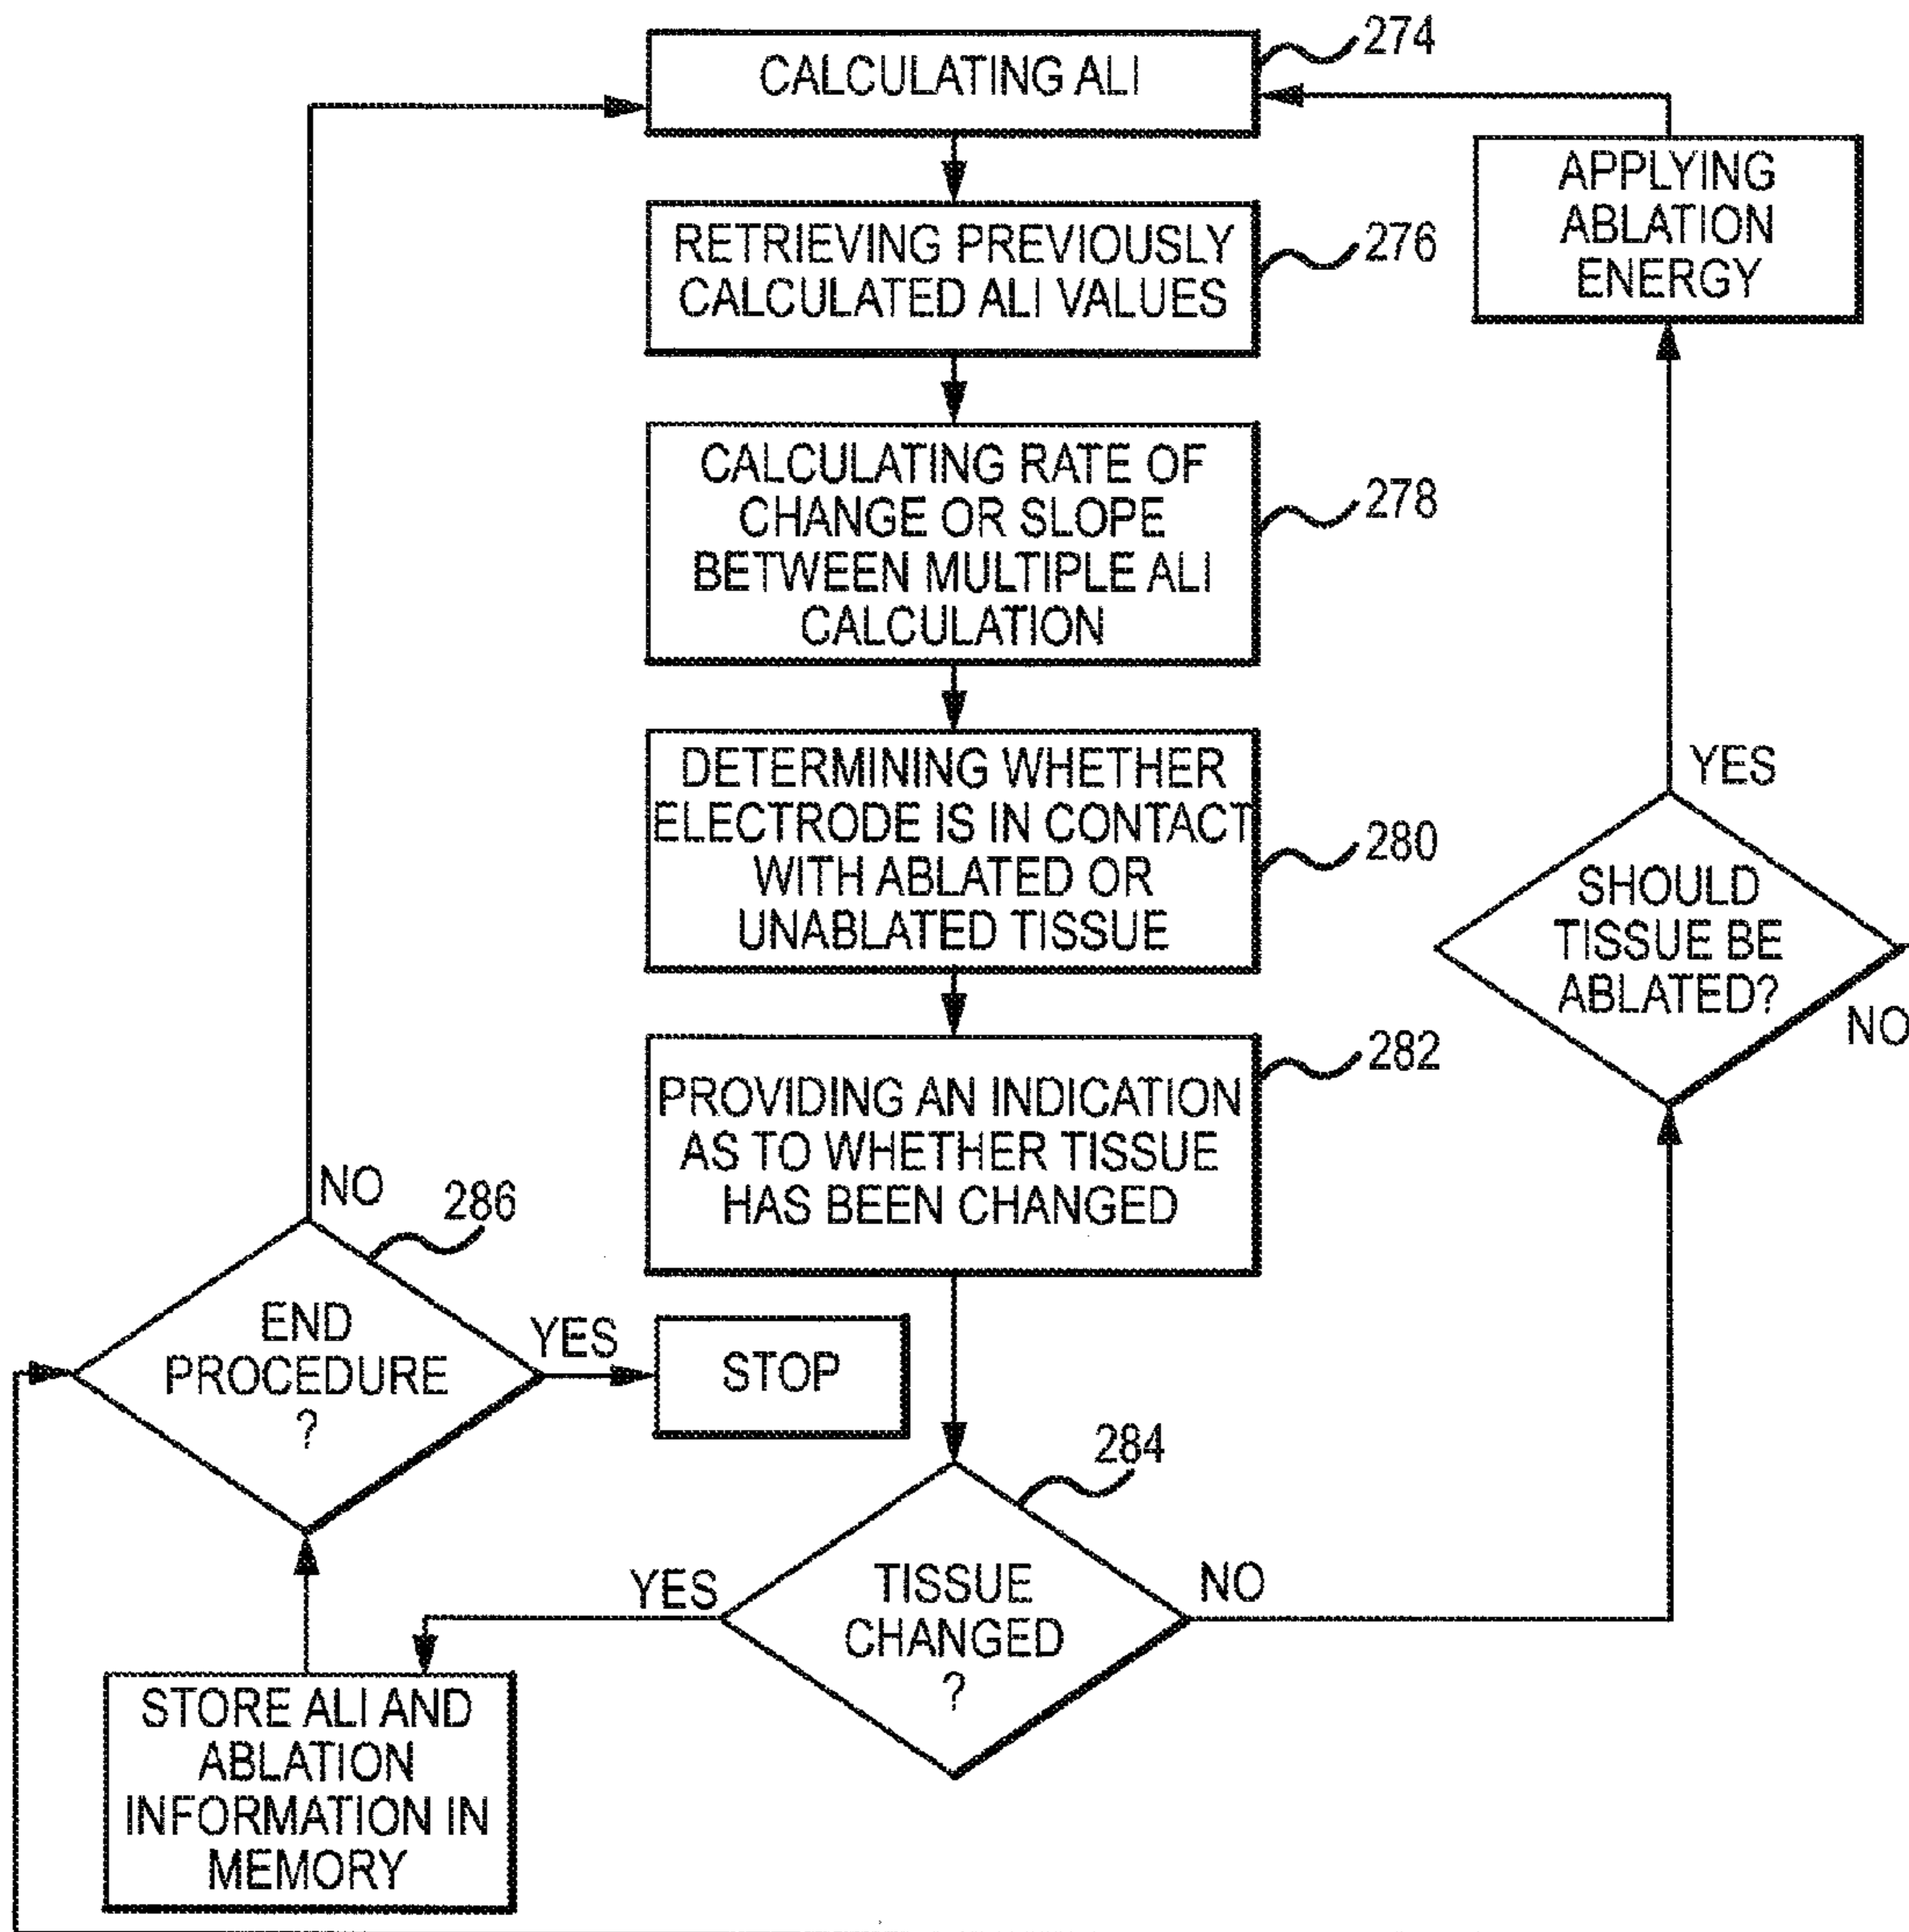 CALCULATING ALI
274
RETRIEVING PREVIOUSLY
CALCULATED ALI VALUES
276
APPLYING
ABLATION
ENERGY
CALCULATING RATE OF
CHANGE OR SLOPE
BETWEEN MULTIPLE ALI
CALCULATION
278
DETERMINING WHETHER
ELECTRODE IS IN CONTACT
WITH ABLATED OR
UNABLATED TISSUE
280
YES
SHOULD
TISSUE BE
ABLATED?
NO
PROVIDING AN INDICATION
AS TO WHETHER TISSUE
HAS BEEN CHANGED
282
NO
286
END
PROCEDURE
?
YES
STOP
284
TISSUE
CHANGED
?
YES
NO
STORE ALI AND
ABLATION
INFORMATION IN
MEMORY